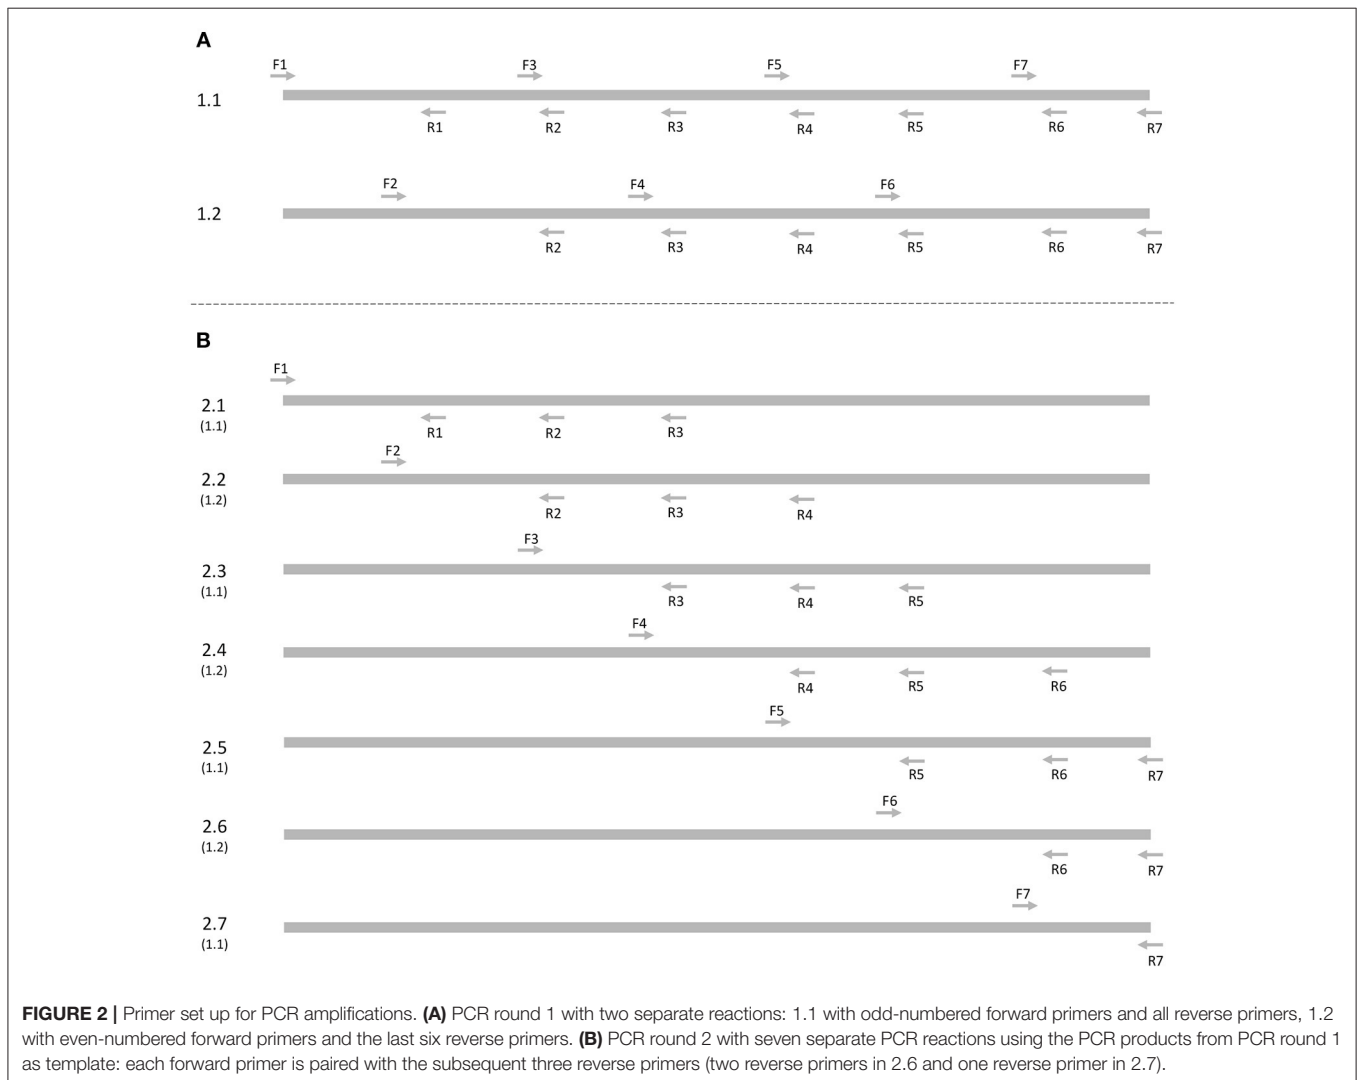 A
F1 F3 F5 F7
1.1
R1 R2 R3 R4 R5 R6 R7
F2 F4 F6
1.2
R2 R3 R4 R5 R6 R7
B
F1
2.1
(1.1)
R1 R2 R3
F2
2.2
(1.2)
R2 R3 R4
F3
2.3
(1.1)
R3 R4 R5
F4
2.4
(1.2)
R4 R5 R6
F5
2.5
(1.1)
R5 R6 R7
F6
2.6
(1.2)
R6 R7
F7
2.7
(1.1)
R7
FIGURE 2 | Primer set up for PCR amplifications. (A) PCR round 1 with two separate reactions: 1.1 with odd-numbered forward primers and all reverse primers, 1.2
with even-numbered forward primers and the last six reverse primers. (B) PCR round 2 with seven separate PCR reactions using the PCR products from PCR round 1
as template: each forward primer is paired with the subsequent three reverse primers (two reverse primers in 2.6 and one reverse primer in 2.7).